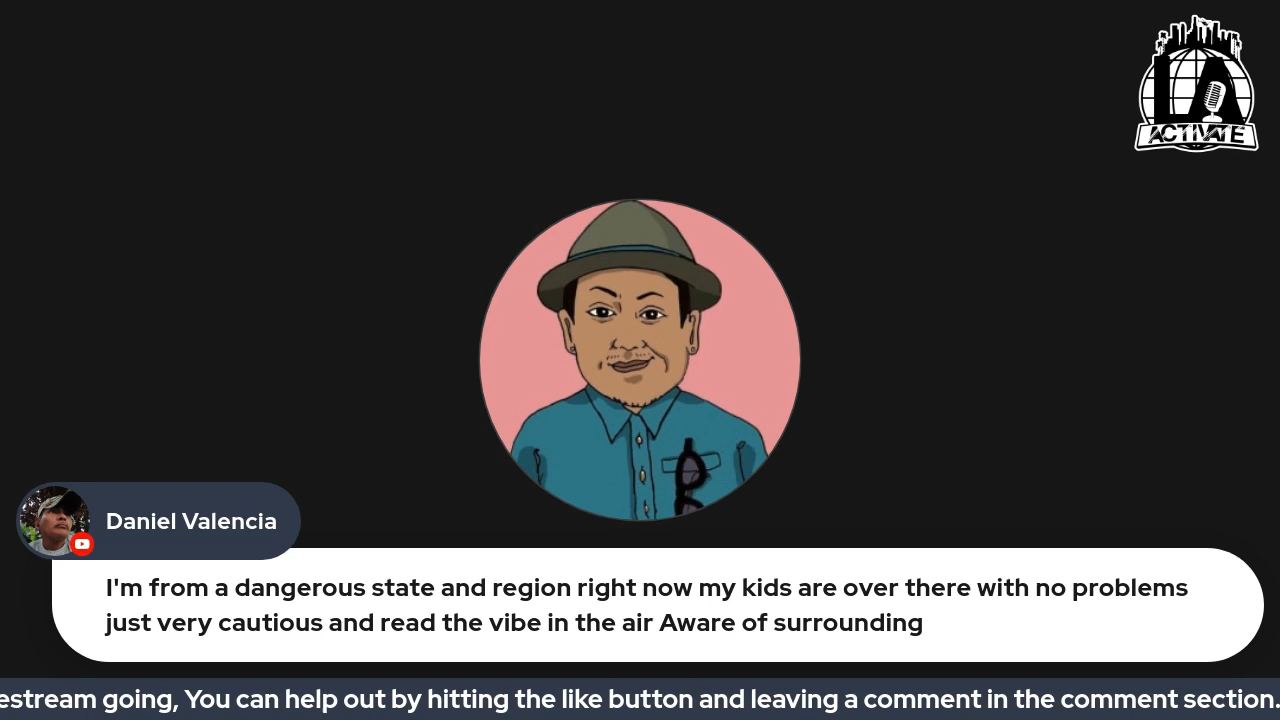 LA
ACTIVATE
Daniel Valencia
I'm from a dangerous state and region right now my kids are over there with no problems
just very cautious and read the vibe in the air Aware of surrounding
estream going, You can help out by hitting the like button and leaving a comment in the comment section.